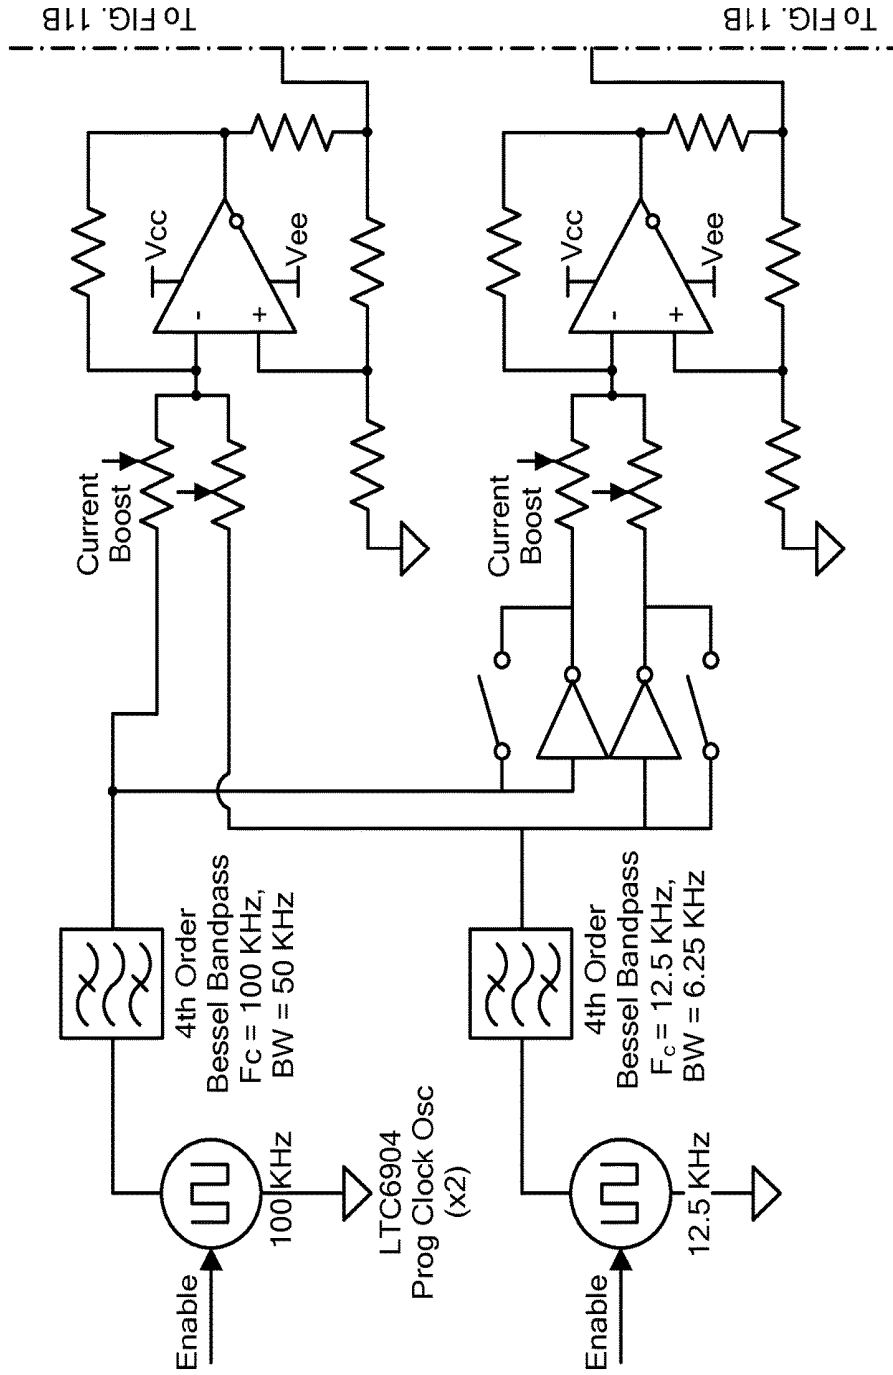 Enable
100 KHz
LTC6904
Prog Clock Osc
(x2)
4th Order
Bessel Bandpass
Fc = 100 KHz,
BW = 50 KHz
Current
Boost
-
+
Vcc
Vee
To FIG. 11B
Enable
12.5 KHz
4th Order
Bessel Bandpass
Fc = 12.5 KHz,
BW = 6.25 KHz
Current
Boost
-
+
Vcc
Vee
To FIG. 11B